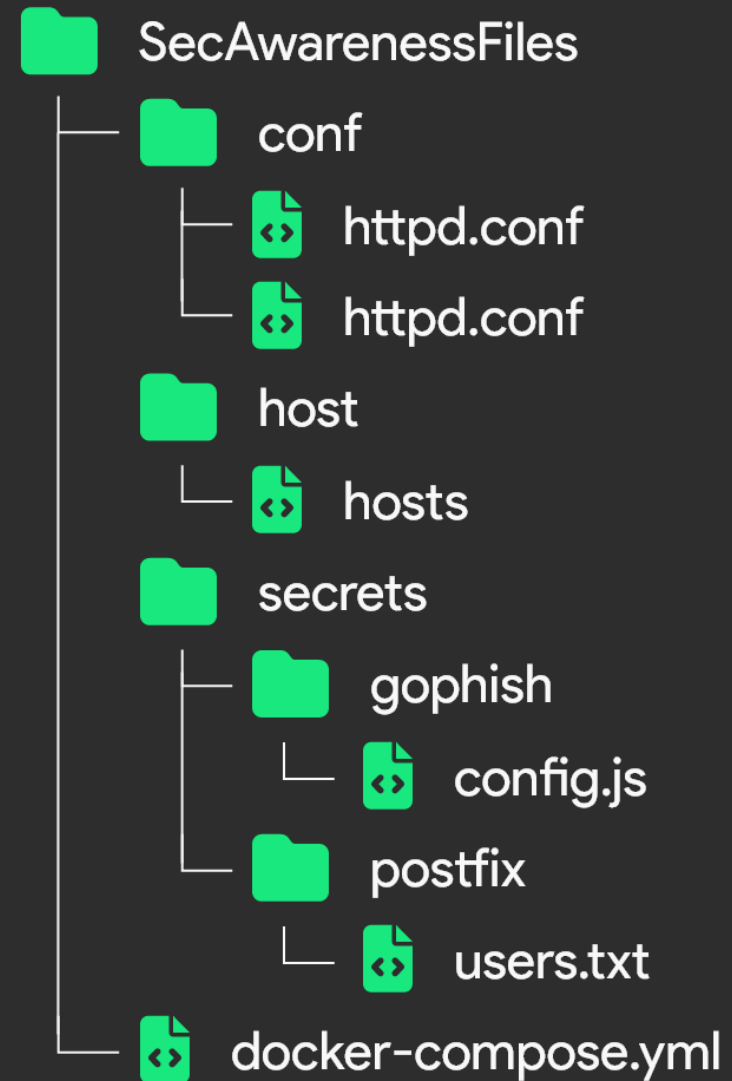 SecAwarenessFiles
conf
httpd.conf
httpd.conf
host
hosts
secrets
gophish
config.js
postfix
users.txt
docker-compose.yml